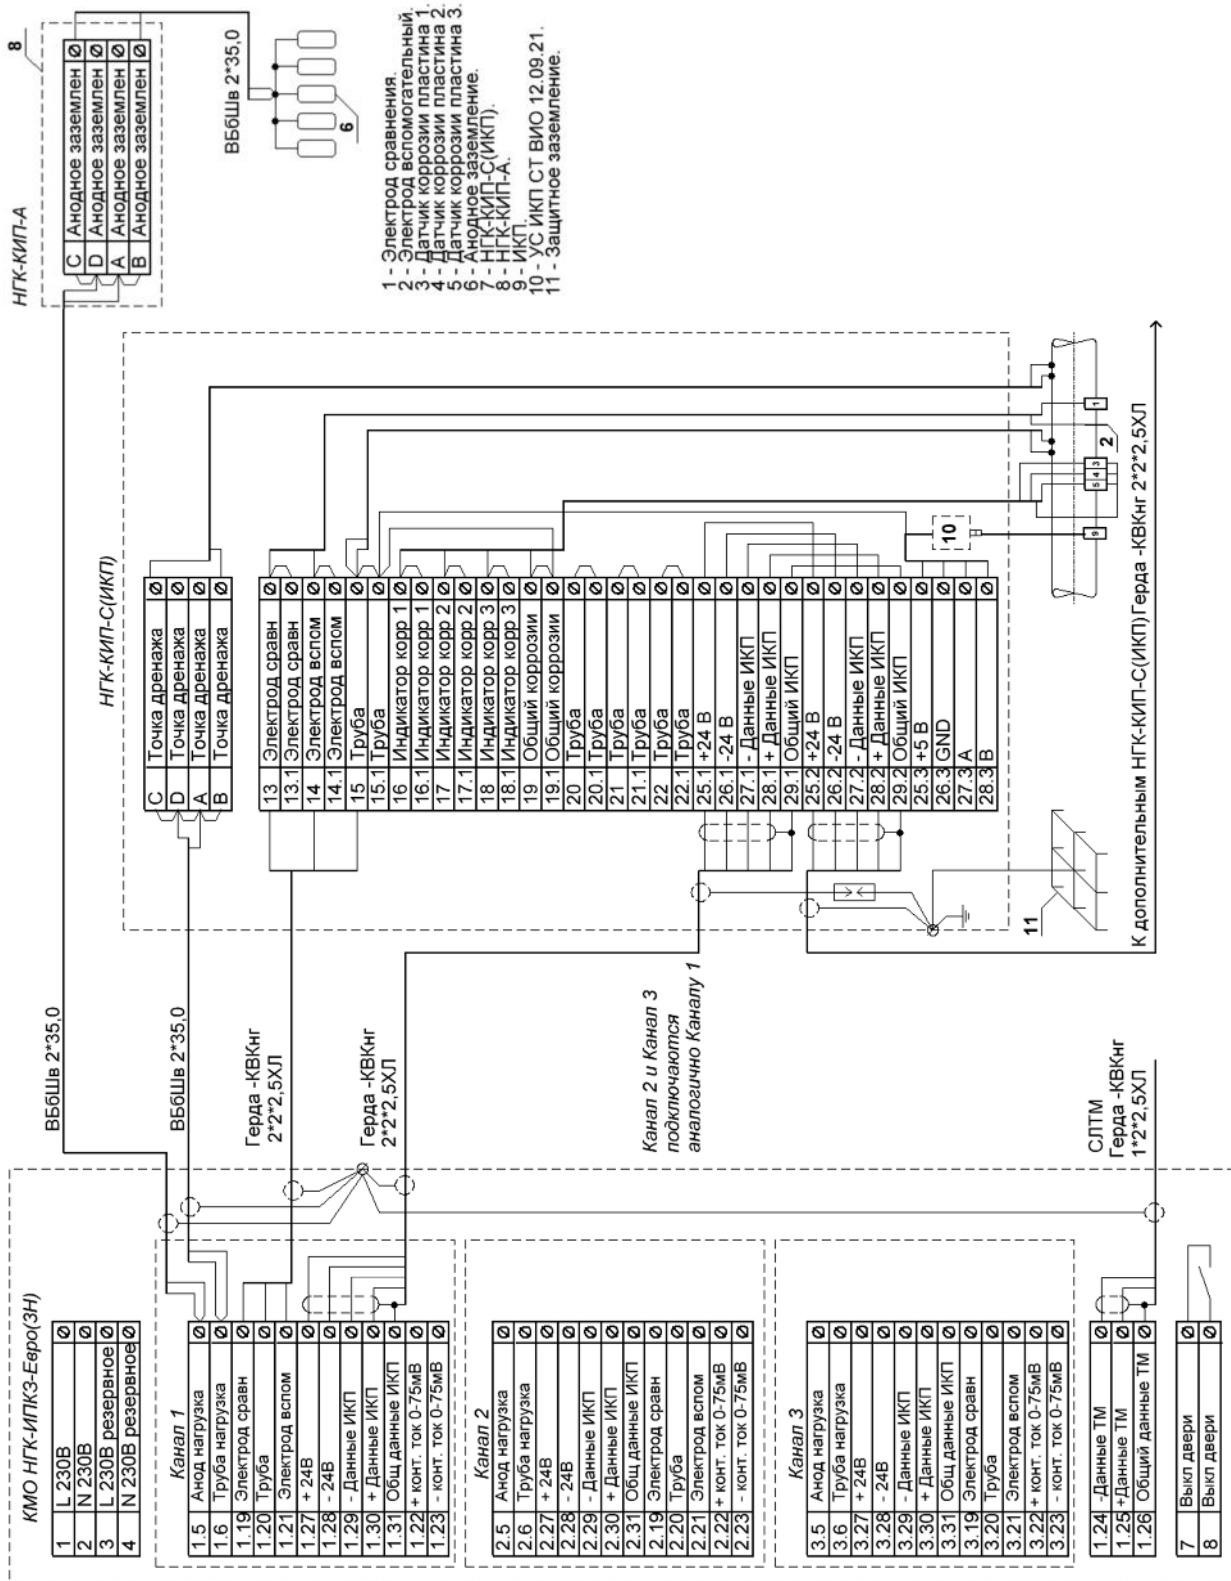 КМО НГК-ИПКЗ-Евро(3Н)
1 L 230В Ø
2 N 230В Ø
3 L 230В резервное Ø
4 N 230В резервное Ø
Канал 1
1.5 Анод нагрузка Ø
1.6 Труба нагрузка Ø
1.19 Электрод сравн Ø
1.20 Труба Ø
1.21 Электрод вспом Ø
1.27 + 24В Ø
1.28 - 24В Ø
1.29 - Данные ИКП Ø
1.30 + Данные ИКП Ø
1.31 Общ данные ИКП Ø
1.22 + конт. ток 0-75мВ Ø
1.23 - конт. ток 0-75мВ Ø
Канал 2
2.5 Анод нагрузка Ø
2.6 Труба нагрузка Ø
2.27 + 24В Ø
2.28 - 24В Ø
2.29 - Данные ИКП Ø
2.30 + Данные ИКП Ø
2.31 Общ данные ИКП Ø
2.19 Электрод сравн Ø
2.20 Труба Ø
2.21 Электрод вспом Ø
2.22 + конт. ток 0-75мВ Ø
2.23 - конт. ток 0-75мВ Ø
Канал 3
3.5 Анод нагрузка Ø
3.6 Труба нагрузка Ø
3.27 + 24В Ø
3.28 - 24В Ø
3.29 - Данные ИКП Ø
3.30 + Данные ИКП Ø
3.31 Общ данные ИКП Ø
3.19 Электрод сравн Ø
3.20 Труба Ø
3.21 Электрод вспом Ø
3.22 + конт. ток 0-75мВ Ø
3.23 - конт. ток 0-75мВ Ø
1.24 -Данные ТМ Ø
1.25 +Данные ТМ Ø
1.26 Общий данные ТМ Ø
7 Выкл двери Ø
8 Выкл двери Ø
ВБбШв 2*35,0
ВБбШв 2*35,0
Герда -КВКнг
2*2*2,5ХЛ
Герда -КВКнг
2*2*2,5ХЛ
Канал 2 и Канал 3
подключаются
аналогично Каналу 1
СЛТМ
Герда -КВКнг
1*2*2,5ХЛ
НГК-КИП-С(ИКП)
C Точка дренажа Ø
D Точка дренажа Ø
A Точка дренажа Ø
B Точка дренажа Ø
13 Электрод сравн Ø
13.1 Электрод сравн Ø
14 Электрод вспом Ø
14.1 Электрод вспом Ø
15 Труба Ø
15.1 Труба Ø
16 Индикатор корр 1 Ø
16.1 Индикатор корр 1 Ø
17 Индикатор корр 2 Ø
17.1 Индикатор корр 2 Ø
18 Индикатор корр 3 Ø
18.1 Индикатор корр 3 Ø
19 Общий коррозии Ø
19.1 Общий коррозии Ø
20 Труба Ø
20.1 Труба Ø
21 Труба Ø
21.1 Труба Ø
22 Труба Ø
22.1 Труба Ø
25.1 +24 В Ø
26.1 -24 В Ø
27.1 - Данные ИКП Ø
28.1 + Данные ИКП Ø
29.1 Общий ИКП Ø
25.2 +24 В Ø
26.2 -24 В Ø
27.2 - Данные ИКП Ø
28.2 + Данные ИКП Ø
29.2 Общий ИКП Ø
25.3 +5 В Ø
26.3 GND Ø
27.3 A Ø
28.3 B Ø
11
10
9
5
4
3
2
1
К дополнительным НГК-КИП-С(ИКП)Герда -КВКнг 2*2*2,5ХЛ
НГК-КИП-А
8
C Анодное заземлен Ø
D Анодное заземлен Ø
A Анодное заземлен Ø
B Анодное заземлен Ø
ВБбШв 2*35,0
6
1 - Электрод сравнения.
2 - Электрод вспомогательный.
3 - Датчик коррозии пластина 1.
4 - Датчик коррозии пластина 2.
5 - Датчик коррозии пластина 3.
6 - Анодное заземление.
7 - НГК-КИП-С(ИКП).
8 - НГК-КИП-А.
9 - ИКП.
10 - УС ИКП СТ ВИО 12.09.21.
11 - Защитное заземление.